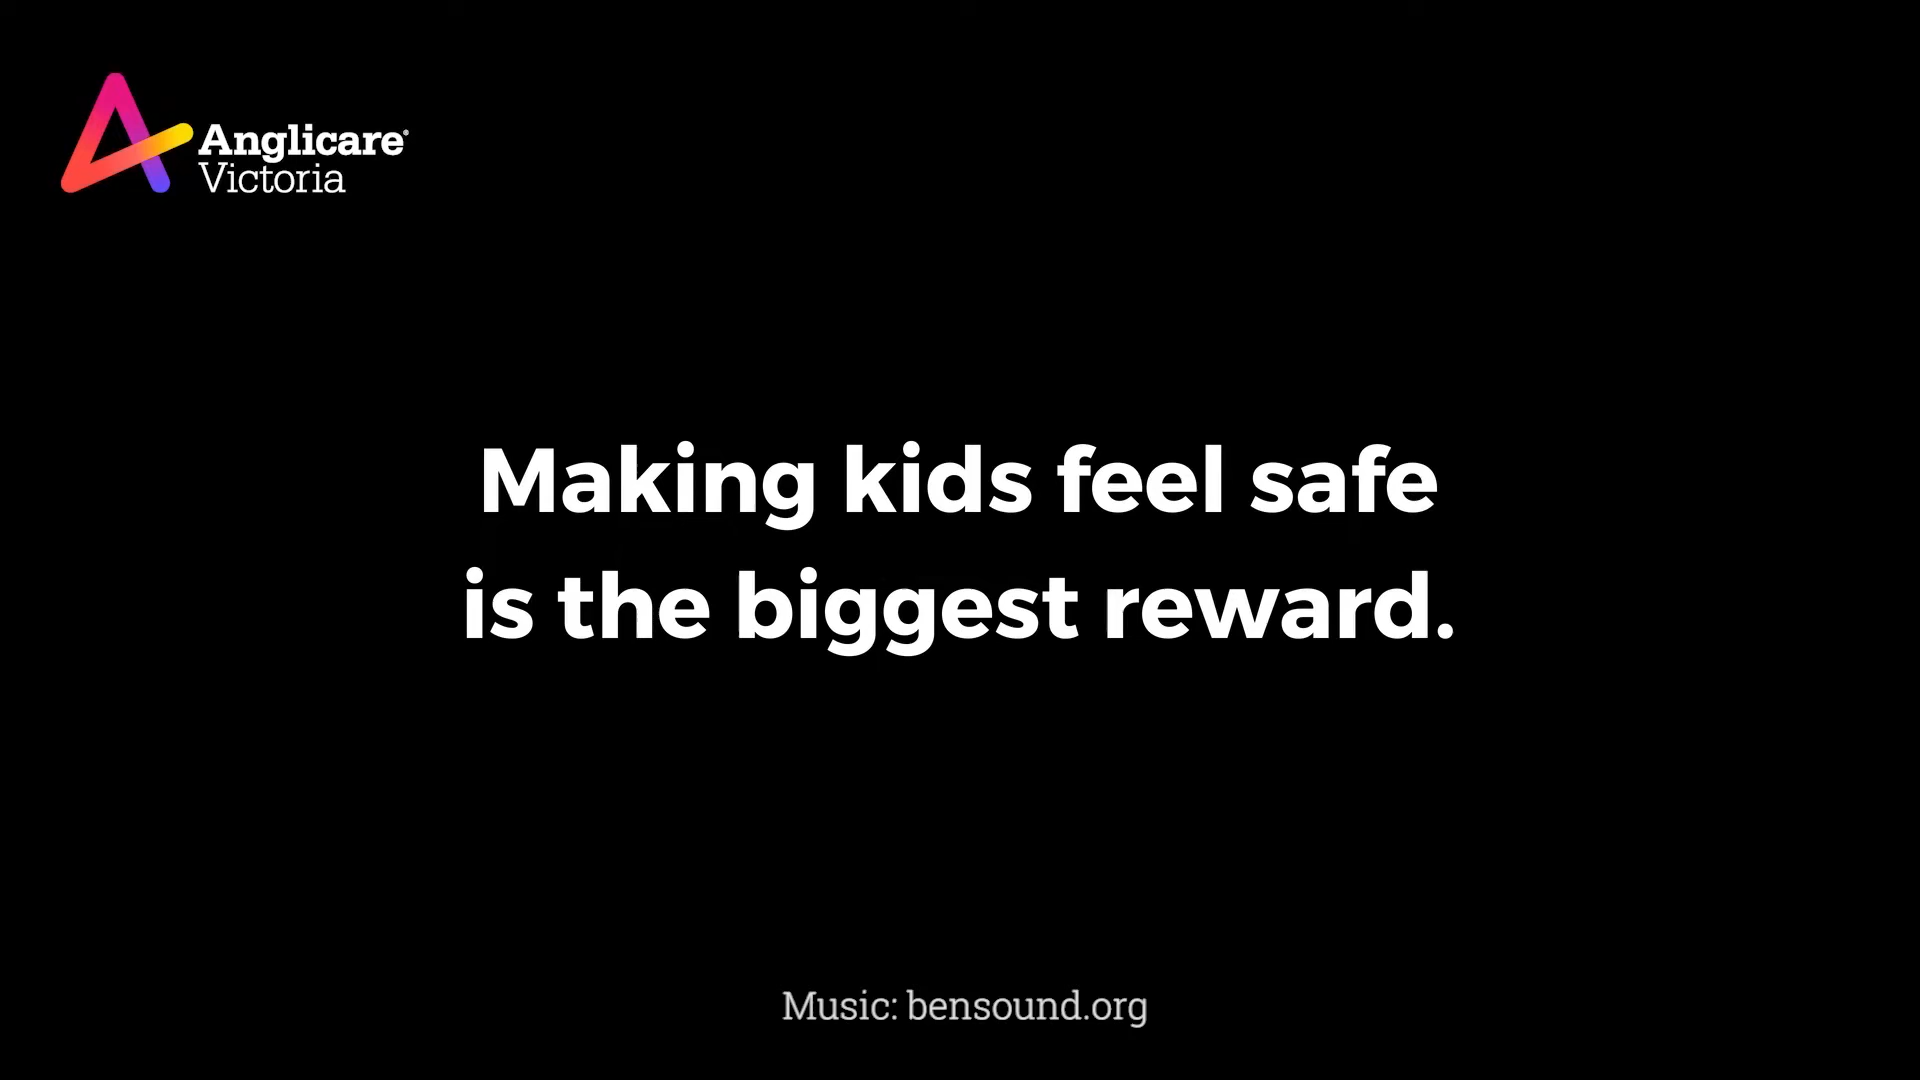 Anglicare®
Victoria
Making kids feel safe
is the biggest reward.
Music: bensound.org